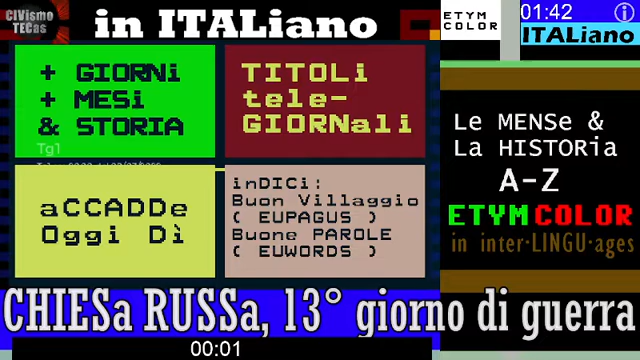 CIVismo
TECas
in ITALiano
ETYM
COLOR
01:42
ITALiano
+ GIORNi
+ MESi
& STORIA
Tg1
TITOLi
tele-
GIORNali
Le MENSe &
La HISTORia
A-Z
ETYM COLOR
in inter·LINGU·ages
aCCADDe
Oggi Dì
inDICi:
Buon Villaggio
( EUPAGUS )
Buone PAROLE
( EUWORDS )
CHIESa RUSSa, 13° giorno di guerra
00:01